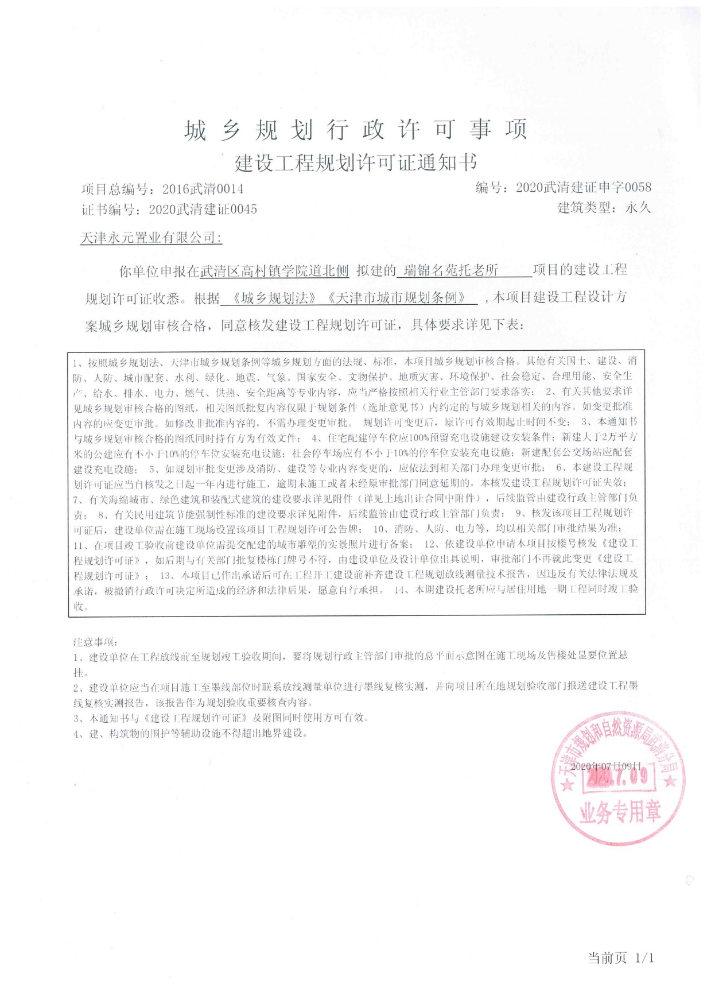 城乡规划行政许可事项
建设工程规划许可证通知书
项目总编号：2016武清0014
编号：2020武清建证申字0058
证书编号：2020武清建证0045
建筑类型：永久
天津永元置业有限公司:
你单位申报在武清区高村镇学院道北侧 拟建的 瑞锦名苑托老所 项目的建设工程
规划许可证收悉。根据 《城乡规划法》《天津市城市规划条例》 ,本项目建设工程设计方
案城乡规划审核合格，同意核发建设工程规划许可证，具体要求详见下表：
1、按照城乡规划法、天津市城乡规划条例等城乡规划方面的法规、标准，本项目城乡规划审核合格。其他有关国土、建设、消
防、人防、城市配套、水利、绿化、地震、气象、国家安全、文物保护、地质灾害、环境保护、社会稳定、合理用能、安全生
产、给水、排水、电力、燃气、供热、安全距离等专业内容，应当严格按照相关行业主管部门要求落实； 2、有关其他要求详
见城乡规划审核合格的图纸，相关图纸批复内容仅限于规划条件（选址意见书）内约定的与城乡规划相关的内容。如变更批准
内容的应变更审批。如修改非批准内容的，不需办理变更审批。 规划许可变更后，原许可有效期起止时间不变； 3、本通知书
与城乡规划审核合格的图纸同时持有方为有效文件； 4、住宅配建停车位应100%预留充电设施建设安装条件；新建大于2万平方
米的公建应有不小于10%的停车位安装充电设施；社会停车场应有不小于10%的停车位安装充电设施；新建配套公交场站应配套
建设充电设施； 5、如规划审批变更涉及消防、建设等专业内容变更的，应依法到相关部门办理变更审批； 6、本建设工程规
划许可证应当自核发之日起一年内进行施工，逾期未施工或者未经原审批部门同意延期的，本核发建设工程规划许可证失效；
7、有关海绵城市、绿色建筑和装配式建筑的建设要求详见附件（详见土地出让合同中附件），后续监管由建设行政主管部门负
责； 8、有关民用建筑节能强制性标准的建设要求详见附件，后续监管由建设行政主管部门负责； 9、核发该项目工程规划许
可证后，建设单位需在施工现场设置该项目工程规划许可公告牌； 10、消防、人防、电力等，均以相关部门审批结果为准；
11、在项目竣工验收前建设单位需提交配建的城市雕塑的实景照片进行备案； 12、依建设单位申请本项目按楼号核发《建设工
程规划许可证》，如后期与有关部门批复楼栋门牌号不符，由建设单位及设计单位出具说明，审批部门不再就此变更《建设工
程规划许可证》； 13、本项目已作出承诺后可在工程开工建设前补齐建设工程规划放线测量技术报告，因违反有关法律法规及
承诺，被撤销行政许可决定所造成的经济和法律后果，愿意自行承担。 14、本期建设托老所应与居住用地一期工程同时竣工验
收。
注意事项：
1、建设单位在工程放线前至规划竣工验收期间，要将规划行政主管部门审批的总平面示意图在施工现场及售楼处显要位置悬
挂。
2、建设单位应当在项目施工至墨线部位时联系放线测量单位进行墨线复核实测，并向项目所在地规划验收部门报送建设工程墨
线复核实测报告，该报告作为规划验收重要核查内容。
3、本通知书与《建设工程规划许可证》及附图同时使用方可有效。
4、建、构筑物的围护等辅助设施不得超出地界建设。
天津市规划和自然资源局武清分局
2020年07月09日
2020.7.09
业务专用章
当前页 1/1